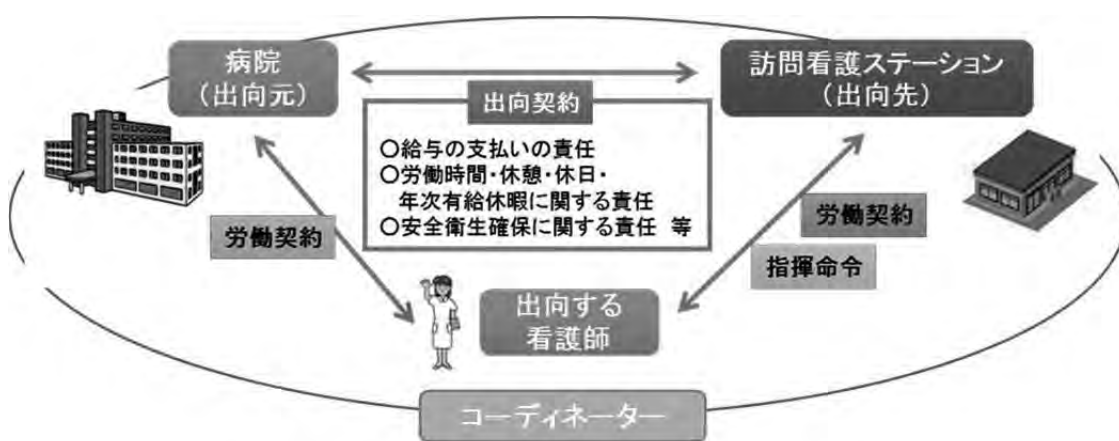 病院
（出向元）
訪問看護ステーション
（出向先）
出向契約
○給与の支払いの責任
○労働時間・休憩・休日・
年次有給休暇に関する責任
○安全衛生確保に関する責任 等
労働契約
労働契約
指揮命令
出向する
看護師
コーディネーター